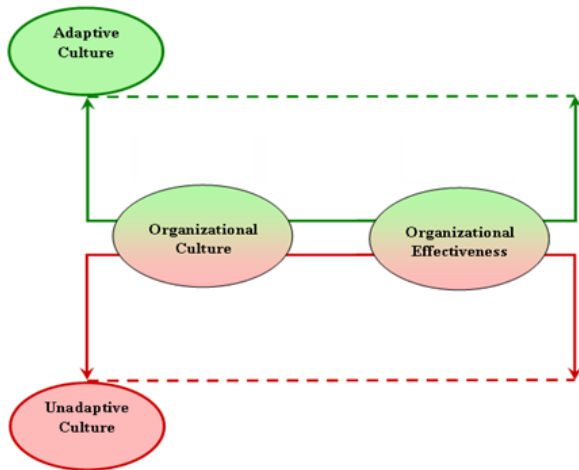 Adaptive
Culture
Organizational
Culture
Organizational
Effectiveness
Unadaptive
Culture